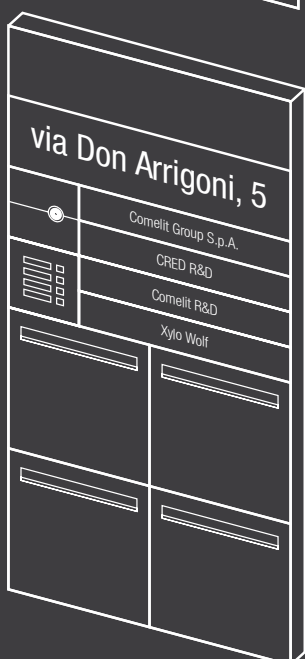 via Don Arrigoni, 5
Comelit Group S.p.A.
CRED R&D
Comelit R&D
Xylo Wolf